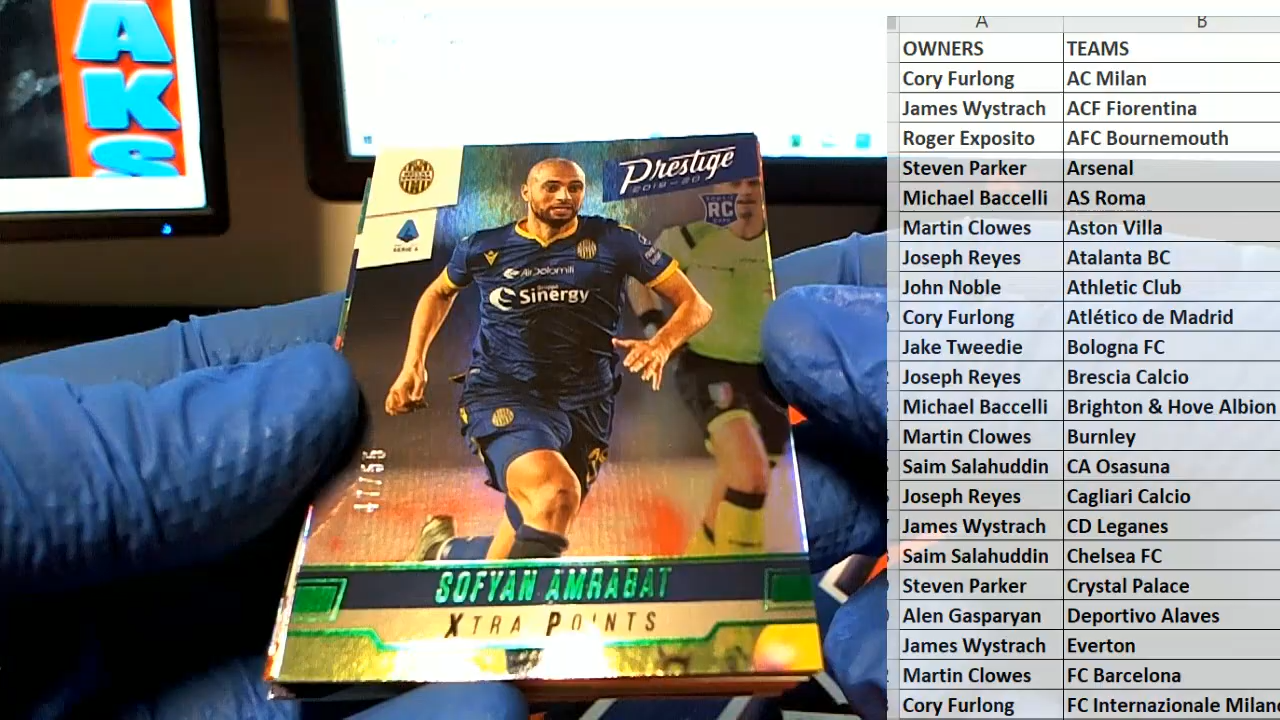 AKS
Prestige
2019-20
RC
SERIE A
AirDolomiti
Gruppo
Sinergy
47/65
SOFYAN AMRABAT
XTRA POINTS
A B
OWNERS TEAMS
Cory Furlong AC Milan
James Wystrach ACF Fiorentina
Roger Exposito AFC Bournemouth
Steven Parker Arsenal
Michael Baccelli AS Roma
Martin Clowes Aston Villa
Joseph Reyes Atalanta BC
John Noble Athletic Club
Cory Furlong Atlético de Madrid
Jake Tweedie Bologna FC
Joseph Reyes Brescia Calcio
Michael Baccelli Brighton & Hove Albion
Martin Clowes Burnley
Saim Salahuddin CA Osasuna
Joseph Reyes Cagliari Calcio
James Wystrach CD Leganes
Saim Salahuddin Chelsea FC
Steven Parker Crystal Palace
Alen Gasparyan Deportivo Alaves
James Wystrach Everton
Martin Clowes FC Barcelona
Cory Furlong FC Internazionale Milan